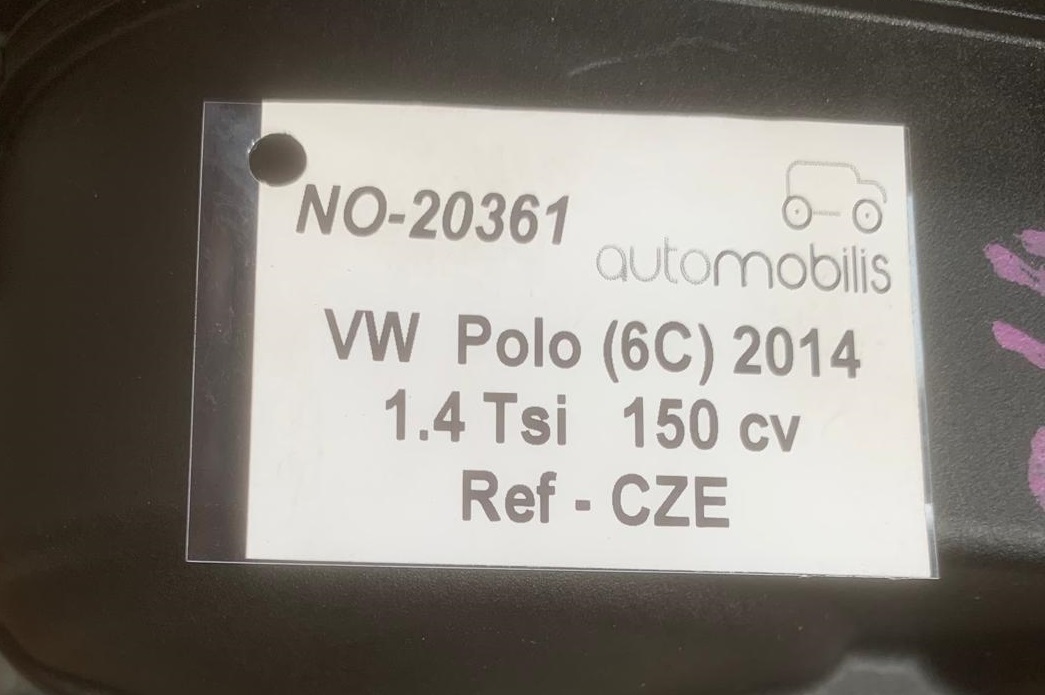 NO-20361
automobilis
VW Polo (6C) 2014
1.4 Tsi 150 cv
Ref - CZE